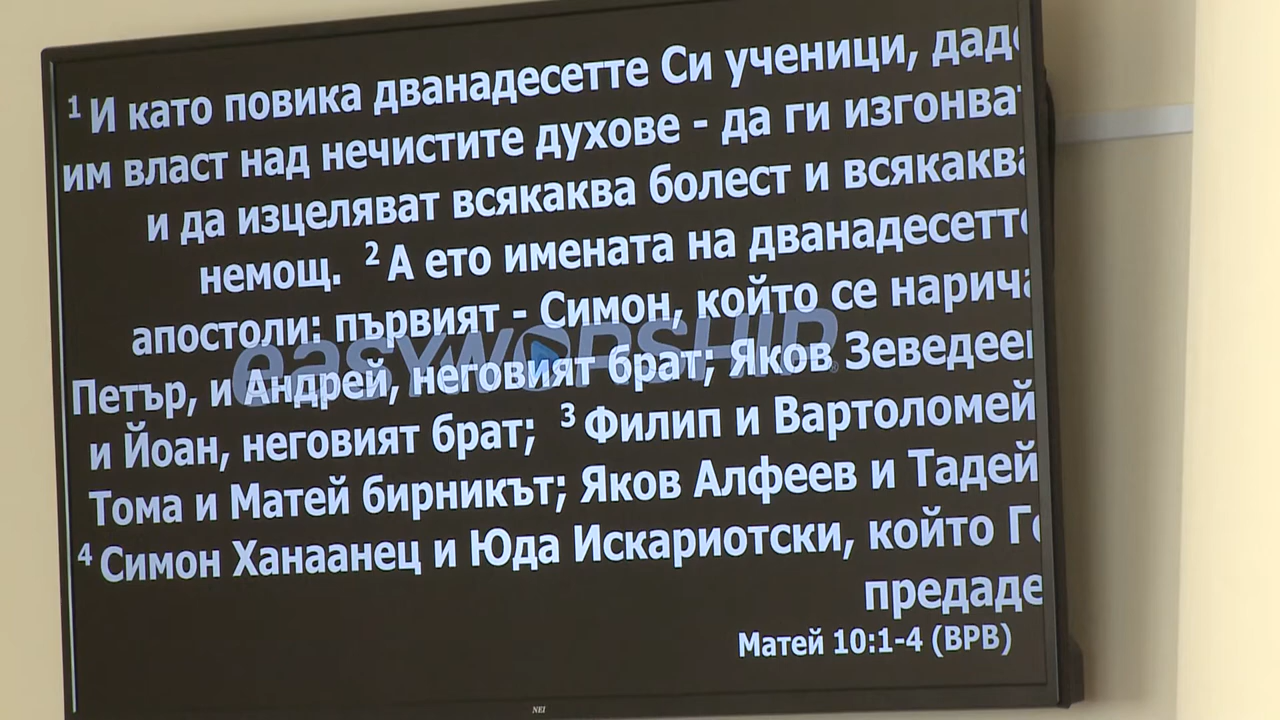 ¹ И като повика дванадесетте Си ученици, даде
им власт над нечистите духове - да ги изгонват
и да изцеляват всякаква болест и всякаква
немощ. ² А ето имената на дванадесетте
апостоли: първият - Симон, който се нарича
easyworship
Петър, и Андрей, неговият брат; Яков Зеведеев
и Йоан, неговият брат; ³ Филип и Вартоломей
Тома и Матей бирникът; Яков Алфеев и Тадей
⁴ Симон Ханаанец и Юда Искариотски, който Го
предаде
Матей 10:1-4 (ВРВ)
NEI